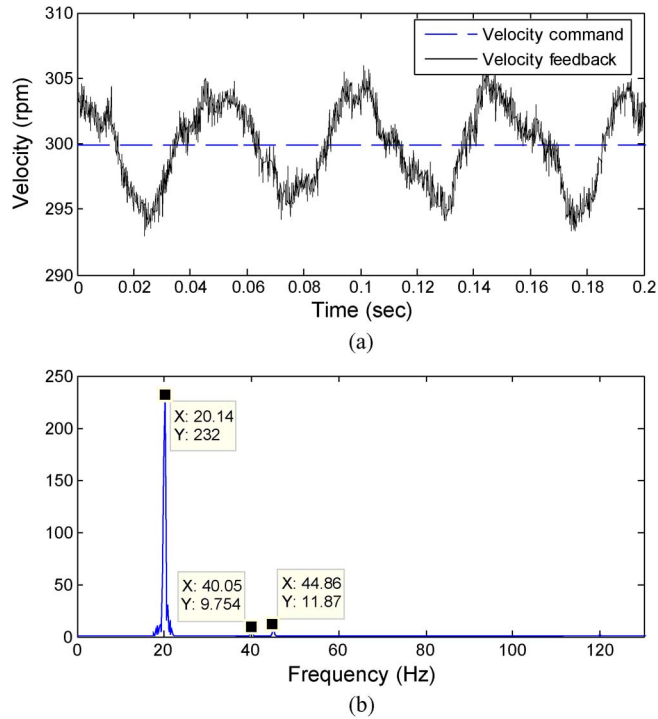 310
305
300
295
290
Velocity (rpm)
Velocity command
Velocity feedback
0 0.02 0.04 0.06 0.08 0.1 0.12 0.14 0.16 0.18 0.2
Time (sec)
(a)
250
200
150
100
50
0
X: 20.14
Y: 232
X: 40.05
Y: 9.754
X: 44.86
Y: 11.87
0 20 40 60 80 100 120
Frequency (Hz)
(b)